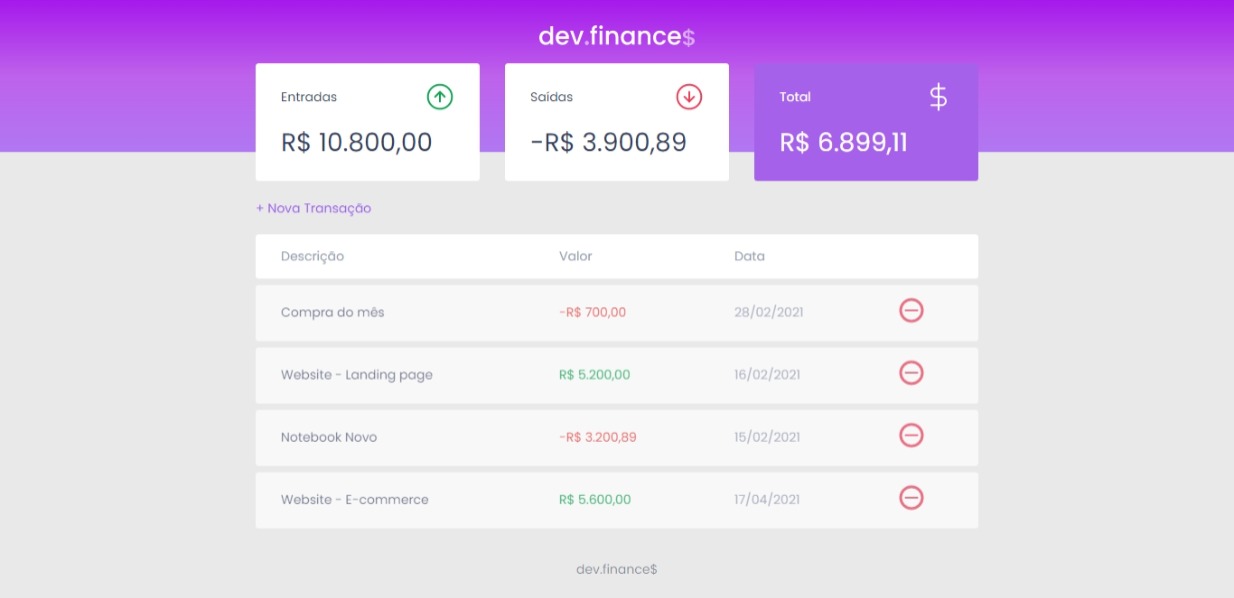 dev.finance$
Entradas
R$ 10.800,00
Saídas
-R$ 3.900,89
Total
$
R$ 6.899,11
+ Nova Transação
Descrição Valor Data
Compra do mês -R$ 700,00 28/02/2021
Website - Landing page R$ 5.200,00 16/02/2021
Notebook Novo -R$ 3.200,89 15/02/2021
Website - E-commerce R$ 5.600,00 17/04/2021
dev.finance$